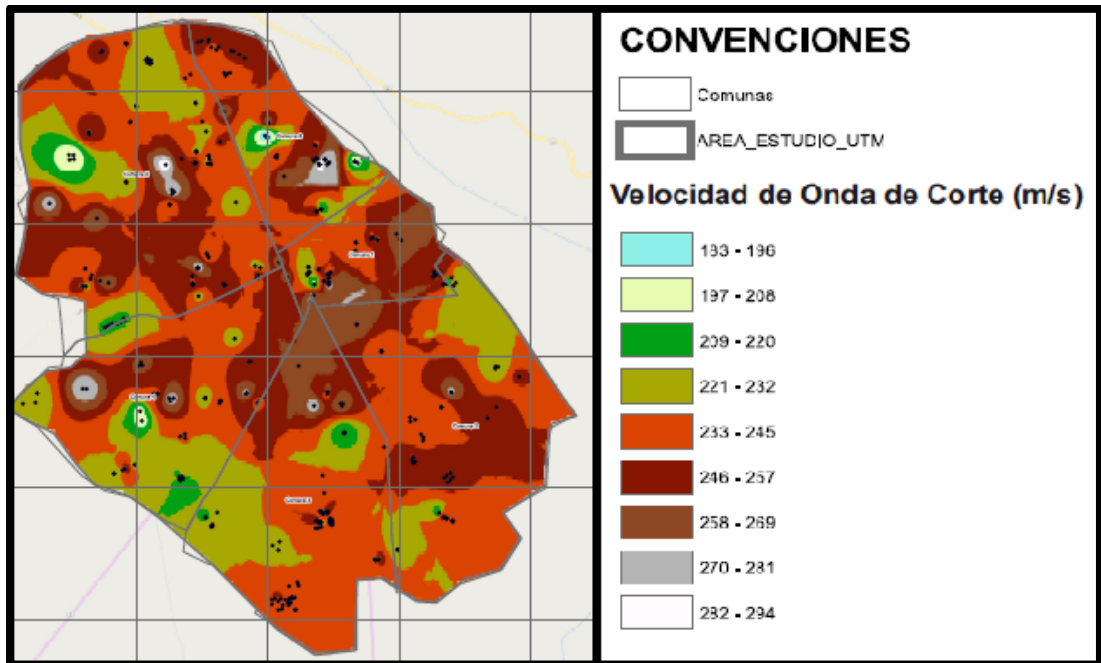 CONVENCIONES
Comunas
AREA_ESTUDIO_UTM
Velocidad de Onda de Corte (m/s)
183 - 196
197 - 208
209 - 220
221 - 232
233 - 245
246 - 257
258 - 269
270 - 281
282 - 294